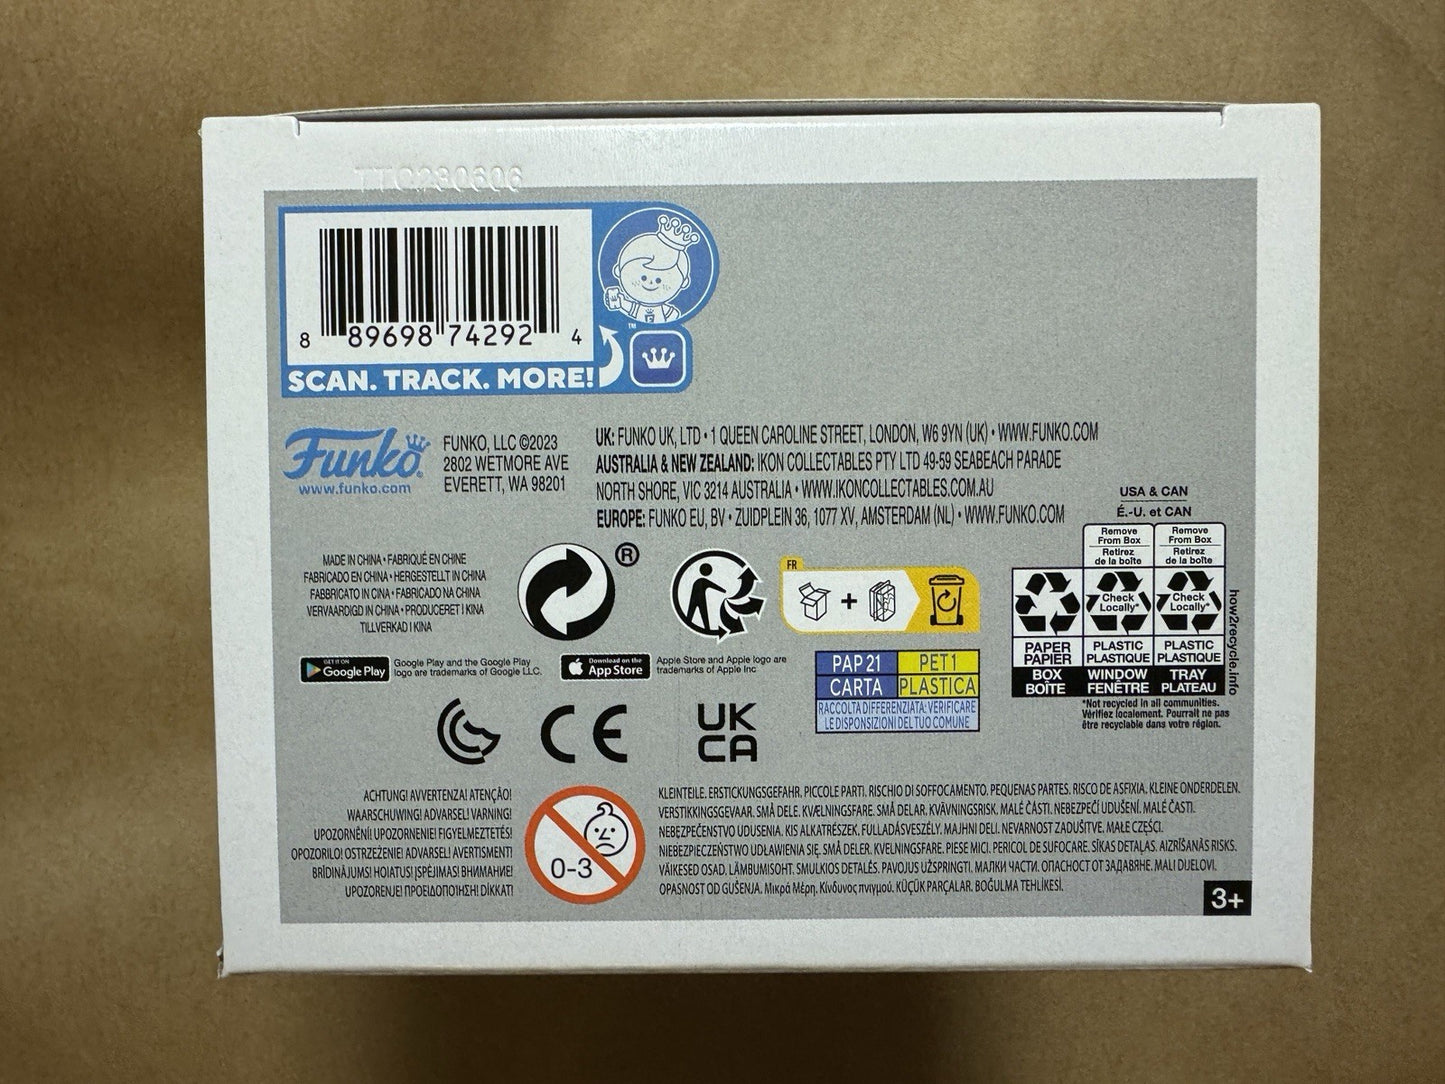 TTC230606
8 89698 74292 4
SCAN. TRACK. MORE!
™
Funko®
www.funko.com
FUNKO, LLC ©2023
2802 WETMORE AVE
EVERETT, WA 98201
UK: FUNKO UK, LTD • 1 QUEEN CAROLINE STREET, LONDON, W6 9YN (UK) • WWW.FUNKO.COM
AUSTRALIA & NEW ZEALAND: IKON COLLECTABLES PTY LTD 49-59 SEABEACH PARADE
NORTH SHORE, VIC 3214 AUSTRALIA • WWW.IKONCOLLECTABLES.COM.AU
EUROPE: FUNKO EU, BV • ZUIDPLEIN 36, 1077 XV, AMSTERDAM (NL) • WWW.FUNKO.COM
MADE IN CHINA • FABRIQUÉ EN CHINE
FABRICADO EN CHINA • HERGESTELLT IN CHINA
FABBRICATO IN CINA • FABRICADO NA CHINA
VERVAARDIGD IN CHINA • PRODUCERET I KINA
TILLVERKAD I KINA
®
FR
+
USA & CAN
É.-U. et CAN
Remove
From Box
Retirez
de la boîte
Remove
From Box
Retirez
de la boîte
Check
Locally*
Check
Locally*
PAPER
PAPIER
PLASTIC
PLASTIQUE
PLASTIC
PLASTIQUE
BOX
BOÎTE
WINDOW
FENÊTRE
TRAY
PLATEAU
how2recycle.info
*Not recycled in all communities.
Vérifiez localement. Pourrait ne pas
être recyclable dans votre région.
GET IT ON
Google Play
Google Play and the Google Play
logo are trademarks of Google LLC.
Download on the
App Store
Apple Store and Apple logo are
trademarks of Apple Inc
PAP 21
PET1
CARTA
PLASTICA
RACCOLTA DIFFERENZIATA: VERIFICARE
LE DISPOSIZIONI DEL TUO COMUNE
CE
UK
CA
ACHTUNG! AVVERTENZA! ATENÇÃO!
WAARSCHUWING! ADVARSEL! VARNING!
UPOZORNĚNÍ! UPOZORNENIE! FIGYELMEZTETÉS!
OPOZORILO! OSTRZEŻENIE! ADVARSEL! AVERTISMENT!
BRĪDINĀJUMS! HOIATUS! ĮSPĖJIMAS! ВНИМАНИЕ!
UPOZORENJE! ΠΡΟΕΙΔΟΠΟΙΗΣΗ! DİKKAT!
0-3
KLEINTEILE. ERSTICKUNGSGEFAHR. PICCOLE PARTI. RISCHIO DI SOFFOCAMENTO. PEQUENAS PARTES. RISCO DE ASFIXIA. KLEINE ONDERDELEN.
VERSTIKKINGSGEVAAR. SMÅ DELE. KVÆLNINGSFARE. SMÅ DELAR. KVÄVNINGSRISK. MALÉ ČÁSTI. NEBEZPEČÍ UDUŠENÍ. MALÉ ČASTI.
NEBEZPEČENSTVO UDUSENIA. KIS ALKATRÉSZEK, FULLADÁSVESZÉLY. MAJHNI DELI. NEVARNOST ZADUŠITVE. MAŁE CZĘŚCI.
NIEBEZPIECZEŃSTWO UDŁAWIENIA SIĘ. SMÅ DELER. KVELNINGSFARE. PIESE MICI. PERICOL DE SUFOCARE. SĪKAS DETAĻAS. AIZRĪŠANĀS RISKS.
VÄIKESED OSAD. LÄMBUMISOHT. SMULKIOS DETALĖS. PAVOJUS UŽSPRINGTI. МАЛКИ ЧАСТИ. ОПАСНОСТ ОТ ЗАДАВЯНЕ. MALI DIJELOVI.
OPASNOST OD GUŠENJA. Μικρά Μέρη. Κίνδυνος πνιγμού. KÜÇÜK PARÇALAR. BOĞULMA TEHLİKESİ.
3+